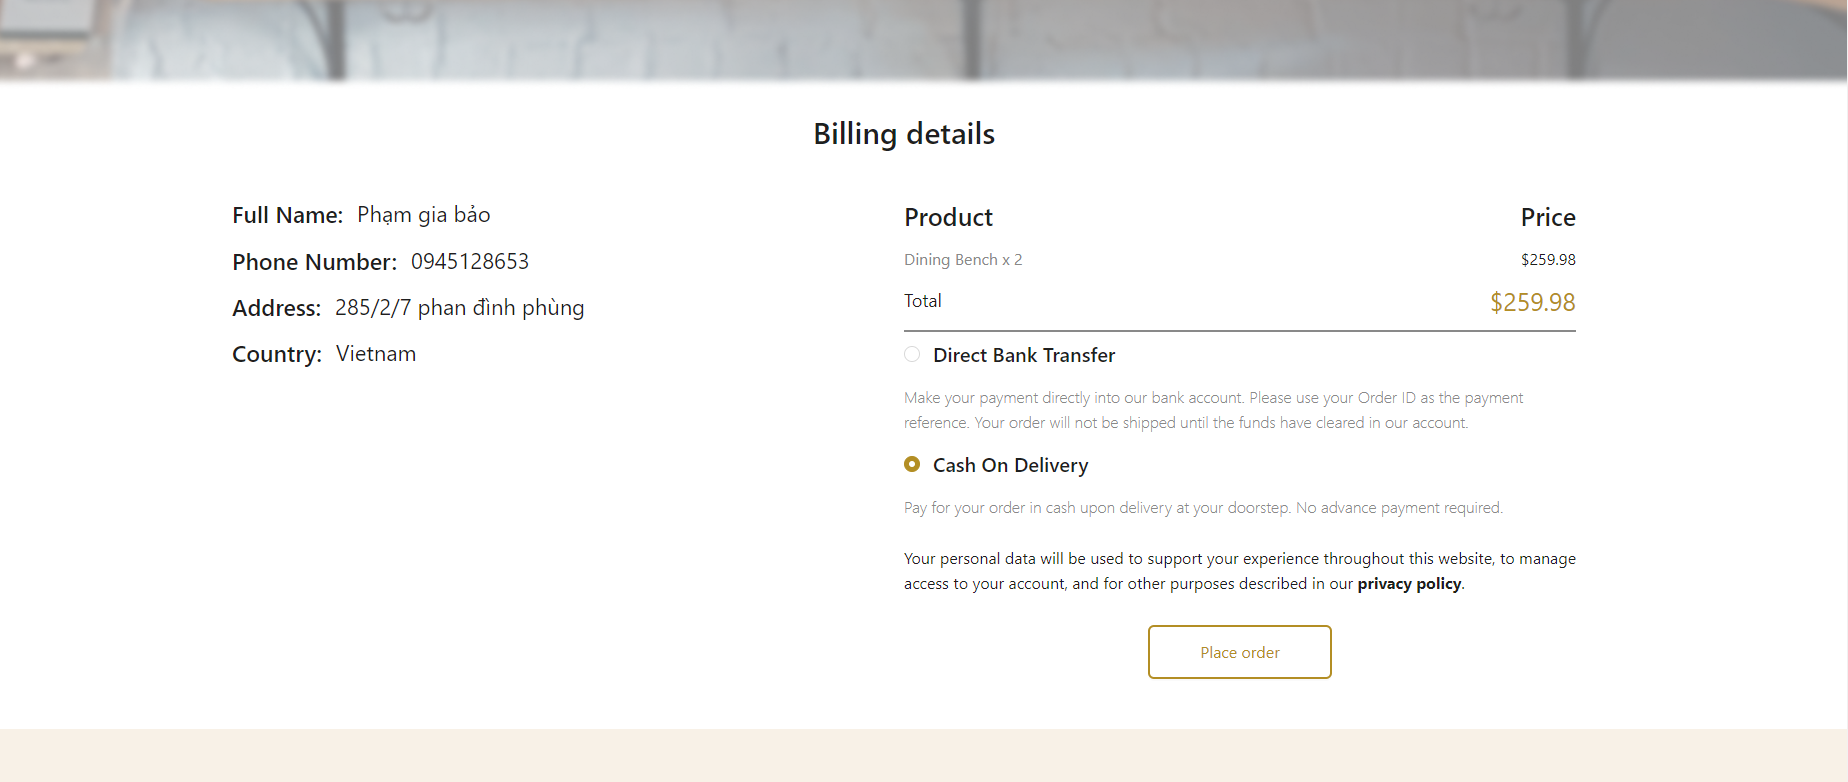 Billing details
Full Name: Phạm gia bảo
Phone Number: 0945128653
Address: 285/2/7 phan đình phùng
Country: Vietnam
Product Price
Dining Bench x 2 $259.98
Total $259.98
Direct Bank Transfer
Make your payment directly into our bank account. Please use your Order ID as the payment
reference. Your order will not be shipped until the funds have cleared in our account.
Cash On Delivery
Pay for your order in cash upon delivery at your doorstep. No advance payment required.
Your personal data will be used to support your experience throughout this website, to manage
access to your account, and for other purposes described in our privacy policy.
Place order